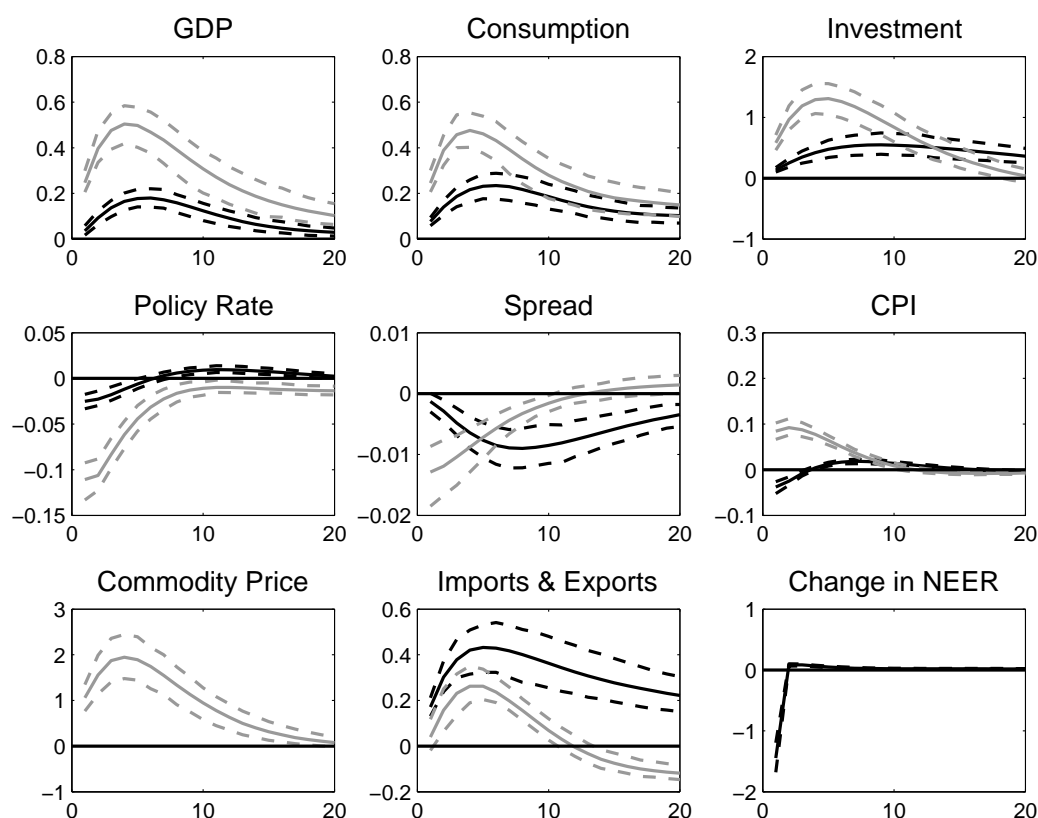 GDP
0.8
0.6
0.4
0.2
0
0 10 20
Consumption
0.8
0.6
0.4
0.2
0
0 10 20
Investment
2
1
0
−1
0 10 20
Policy Rate
0.05
0
−0.05
−0.1
−0.15
0 10 20
Spread
0.01
0
−0.01
−0.02
0 10 20
CPI
0.3
0.2
0.1
0
−0.1
0 10 20
Commodity Price
3
2
1
0
−1
0 10 20
Imports & Exports
0.6
0.4
0.2
0
−0.2
0 10 20
Change in NEER
1
0
−1
−2
0 10 20